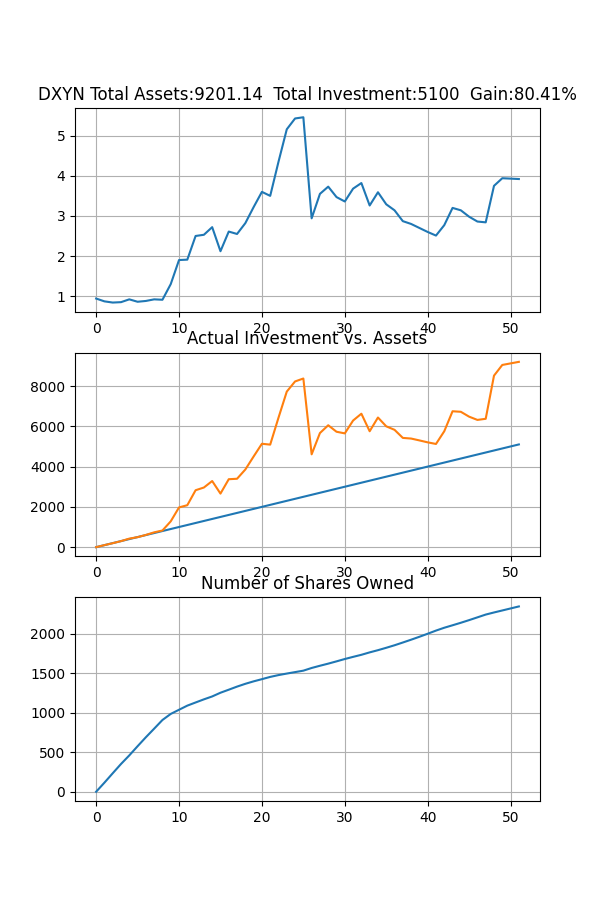 DXYN Total Assets:9201.14  Total Investment:5100  Gain:80.41%
5
4
3
2
1
0 10 20 30 40 50
Actual Investment vs. Assets
8000
6000
4000
2000
0
0 10 20 30 40 50
Number of Shares Owned
2000
1500
1000
500
0
0 10 20 30 40 50